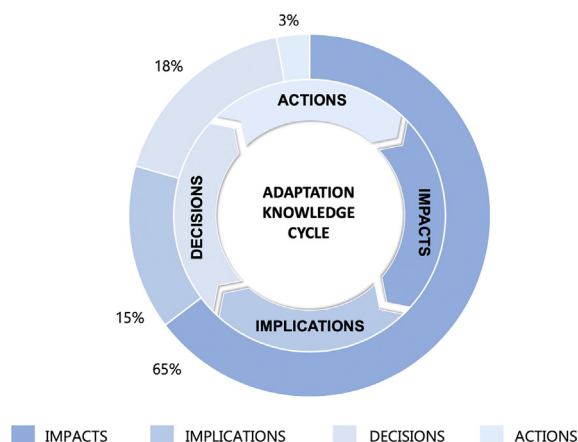 3%
18%
ACTIONS
DECISIONS
ADAPTATION
KNOWLEDGE
CYCLE
IMPACTS
IMPLICATIONS
15%
65%
IMPACTS
IMPLICATIONS
DECISIONS
ACTIONS